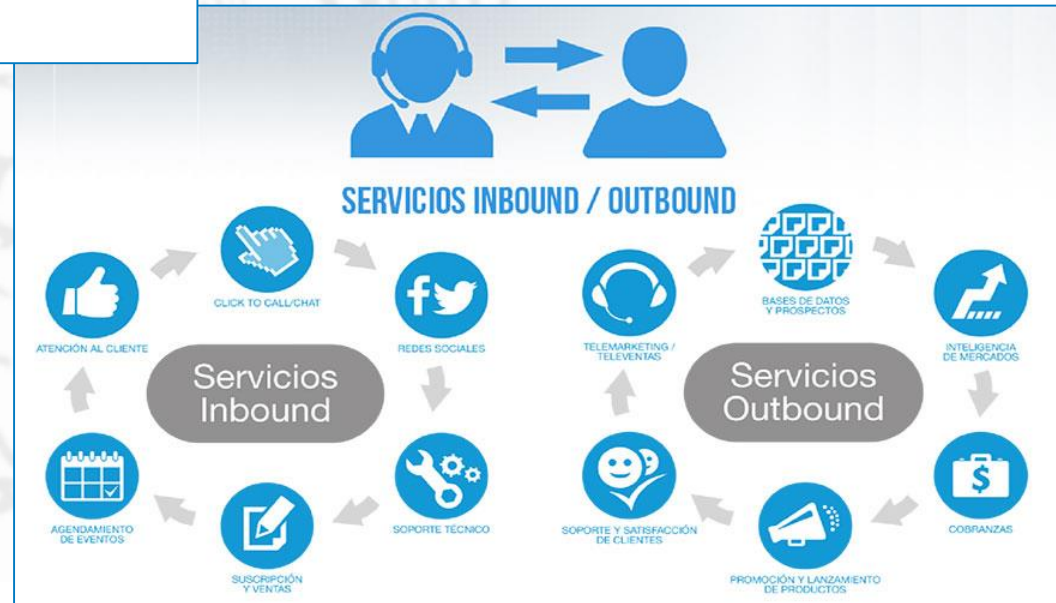 SERVICIOS INBOUND / OUTBOUND
CLICK TO CALL/CHAT
ATENCIÓN AL CLIENTE
REDES SOCIALES
Servicios
Inbound
AGENDAMIENTO
DE EVENTOS
SOPORTE TÉCNICO
SUSCRIPCIÓN
Y VENTAS
BASES DE DATOS
Y PROSPECTOS
TELEMARKETING /
TELEVENTAS
INTELIGENCIA
DE MERCADOS
Servicios
Outbound
SOPORTE Y SATISFACCIÓN
DE CLIENTES
COBRANZAS
PROMOCIÓN Y LANZAMIENTO
DE PRODUCTOS